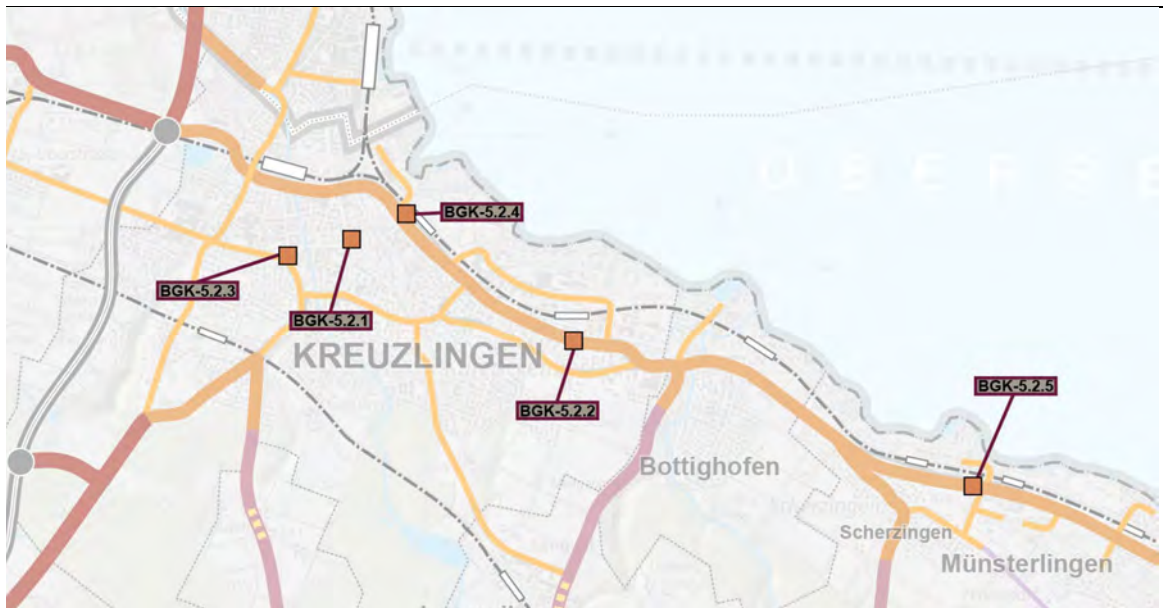 ÜBERSE
BGK-5.2.4
BGK-5.2.3
BGK-5.2.1
KREUZLINGEN
BGK-5.2.5
BGK-5.2.2
Bottighofen
Scherzingen
Münsterlingen